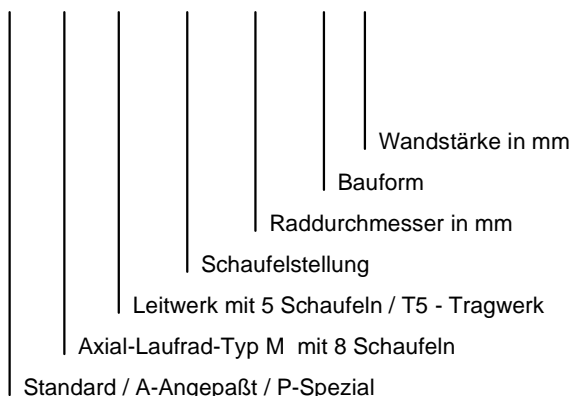 Wandstärke in mm
Bauform
Raddurchmesser in mm
Schaufelstellung
Leitwerk mit 5 Schaufeln / T5 - Tragwerk
Axial-Laufrad-Typ M mit 8 Schaufeln
Standard / A-Angepaßt / P-Spezial